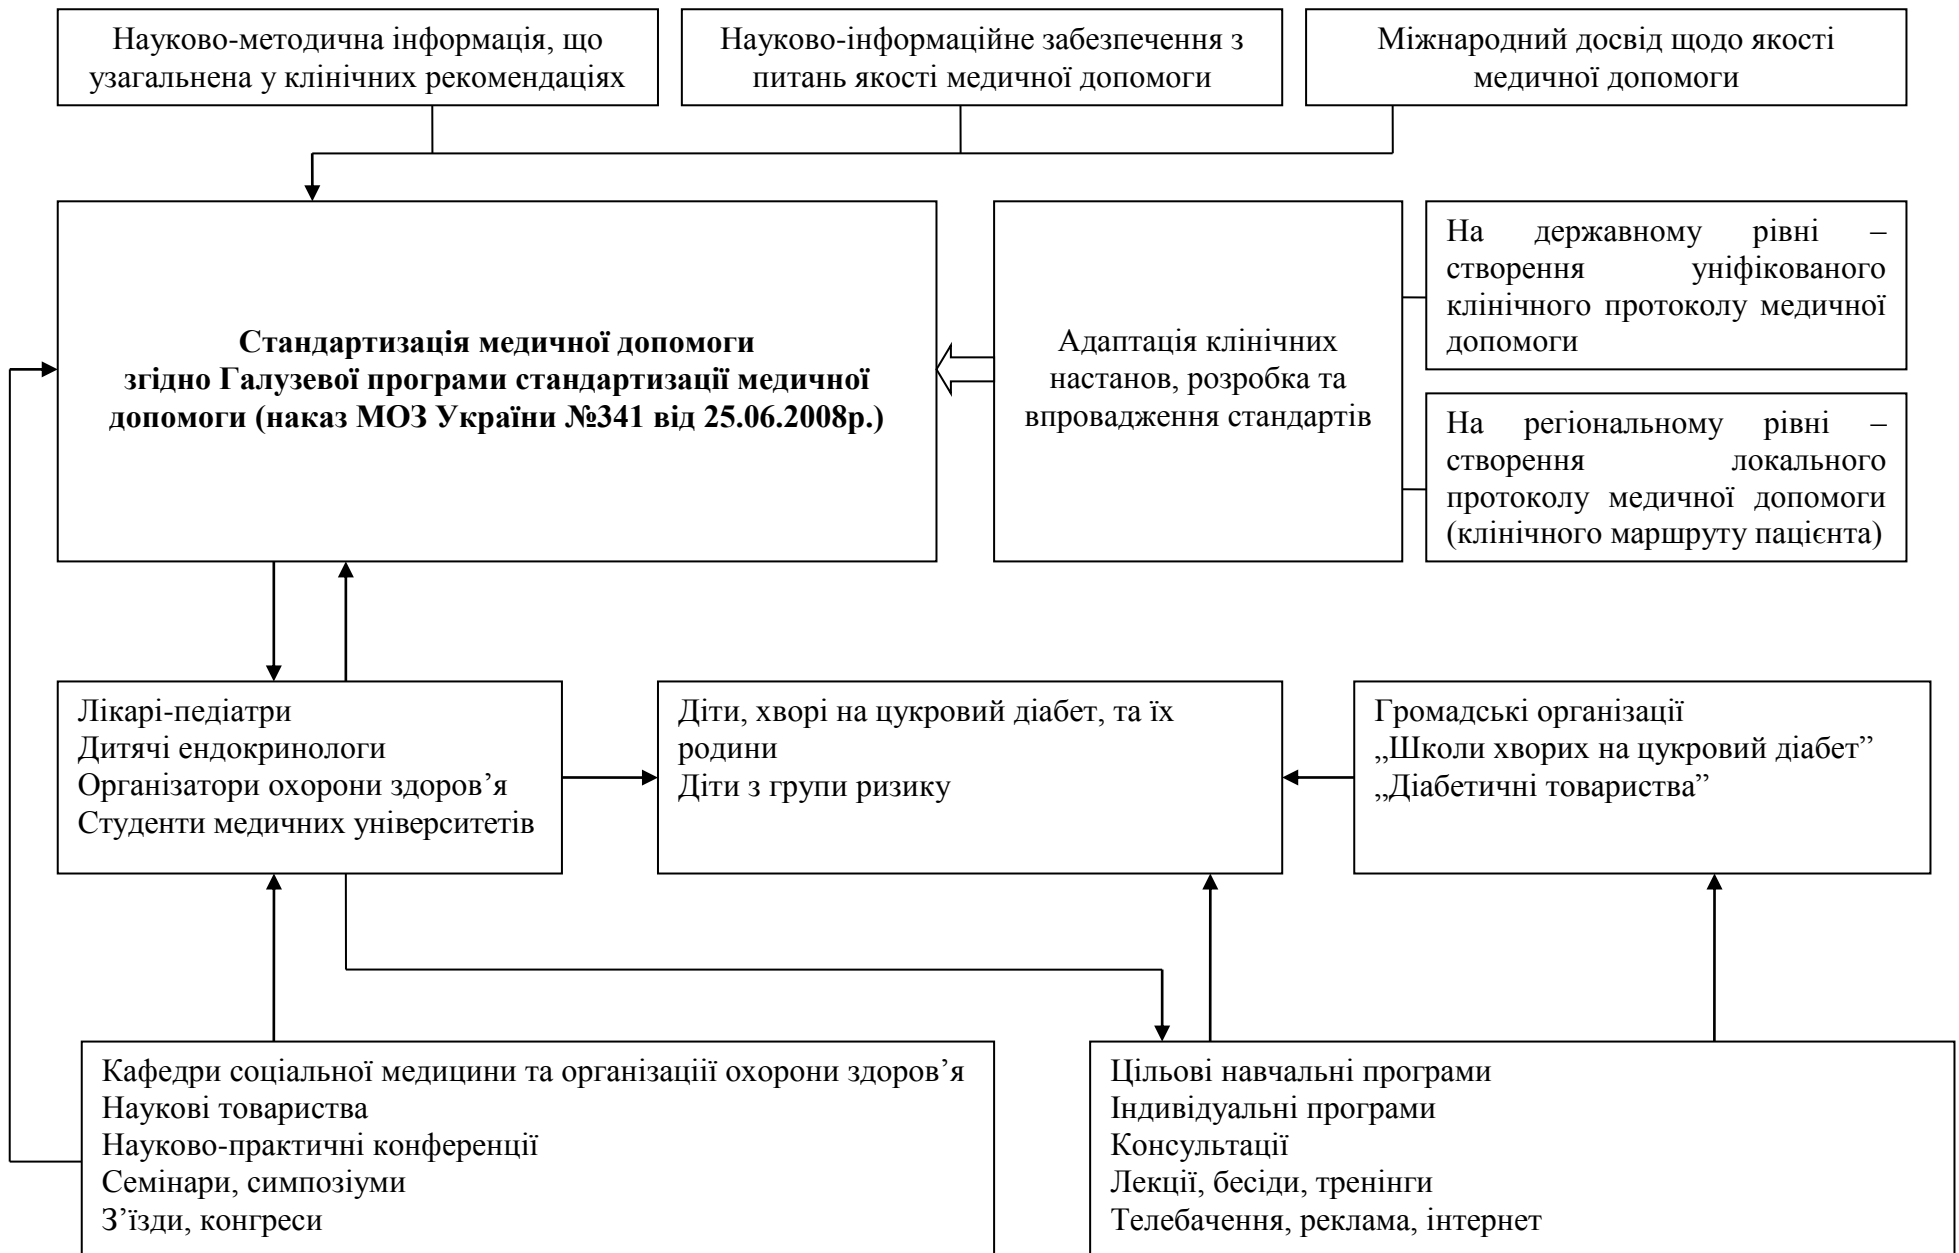 Науково-методична інформація, що
узагальнена у клінічних рекомендаціях
Науково-інформаційне забезпечення з
питань якості медичної допомоги
Міжнародний досвід щодо якості
медичної допомоги
Стандартизація медичної допомоги
згідно Галузевої програми стандартизації медичної
допомоги (наказ МОЗ України №341 від 25.06.2008р.)
Адаптація клінічних
настанов, розробка та
впровадження стандартів
На державному рівні –
створення уніфікованого
клінічного протоколу медичної
допомоги
На регіональному рівні –
створення локального
протоколу медичної допомоги
(клінічного маршруту пацієнта)
Лікарі-педіатри
Дитячі ендокринологи
Організатори охорони здоров’я
Студенти медичних університетів
Діти, хворі на цукровий діабет, та їх
родини
Діти з групи ризику
Громадські організації
„Школи хворих на цукровий діабет”
„Діабетичні товариства”
Кафедри соціальної медицини та організаціії охорони здоров’я
Наукові товариства
Науково-практичні конференції
Семінари, симпозіуми
З’їзди, конгреси
Цільові навчальні програми
Індивідуальні програми
Консультації
Лекції, бесіди, тренінги
Телебачення, реклама, інтернет